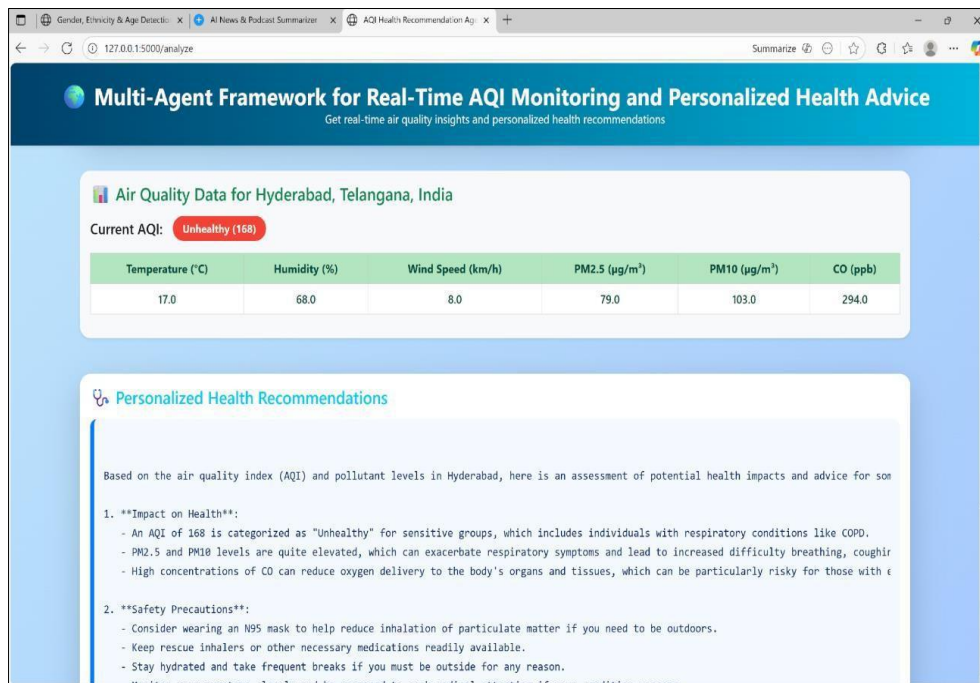 Gender, Ethnicity & Age Detectio
AI News & Podcast Summarizer
AQI Health Recommendation Ag
127.0.0.1:5000/analyze
Summarize
Multi-Agent Framework for Real-Time AQI Monitoring and Personalized Health Advice
Get real-time air quality insights and personalized health recommendations
Air Quality Data for Hyderabad, Telangana, India
Current AQI: Unhealthy (168)
Temperature (°C) Humidity (%) Wind Speed (km/h) PM2.5 (µg/m³) PM10 (µg/m³) CO (ppb)
17.0 68.0 8.0 79.0 103.0 294.0
Personalized Health Recommendations
Based on the air quality index (AQI) and pollutant levels in Hyderabad, here is an assessment of potential health impacts and advice for som
1. **Impact on Health**:
- An AQI of 168 is categorized as "Unhealthy" for sensitive groups, which includes individuals with respiratory conditions like COPD.
- PM2.5 and PM10 levels are quite elevated, which can exacerbate respiratory symptoms and lead to increased difficulty breathing, coughin
- High concentrations of CO can reduce oxygen delivery to the body's organs and tissues, which can be particularly risky for those with e
2. **Safety Precautions**:
- Consider wearing an N95 mask to help reduce inhalation of particulate matter if you need to be outdoors.
- Keep rescue inhalers or other necessary medications readily available.
- Stay hydrated and take frequent breaks if you must be outside for any reason.